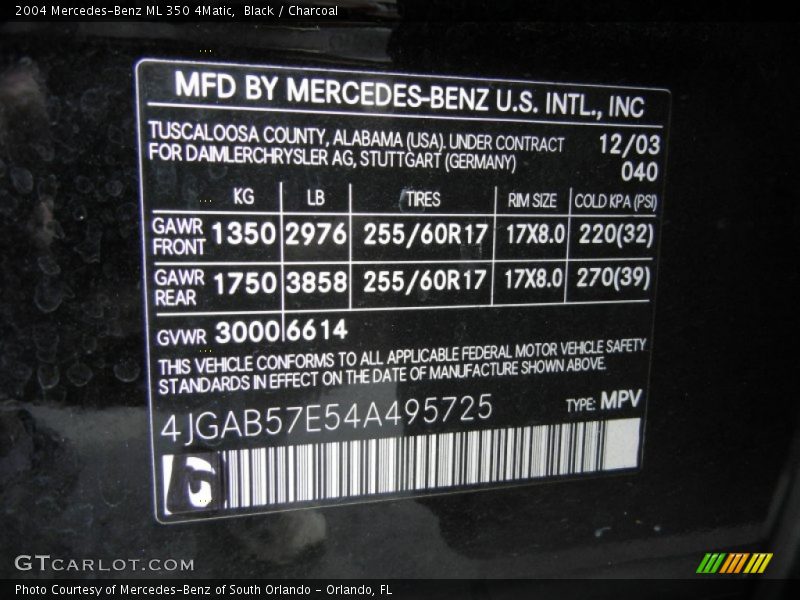 2004 Mercedes-Benz ML 350 4Matic, Black / Charcoal
MFD BY MERCEDES-BENZ U.S. INTL., INC
TUSCALOOSA COUNTY, ALABAMA (USA). UNDER CONTRACT 12/03
FOR DAIMLERCHRYSLER AG, STUTTGART (GERMANY) 040
KG LB TIRES RIM SIZE COLD KPA (PSI)
GAWR FRONT 1350 2976 255/60R17 17X8.0 220(32)
GAWR REAR 1750 3858 255/60R17 17X8.0 270(39)
GVWR 3000 6614
THIS VEHICLE CONFORMS TO ALL APPLICABLE FEDERAL MOTOR VEHICLE SAFETY
STANDARDS IN EFFECT ON THE DATE OF MANUFACTURE SHOWN ABOVE.
4JGAB57E54A495725 TYPE: MPV
GTCARLOT.COM
Photo Courtesy of Mercedes-Benz of South Orlando - Orlando, FL